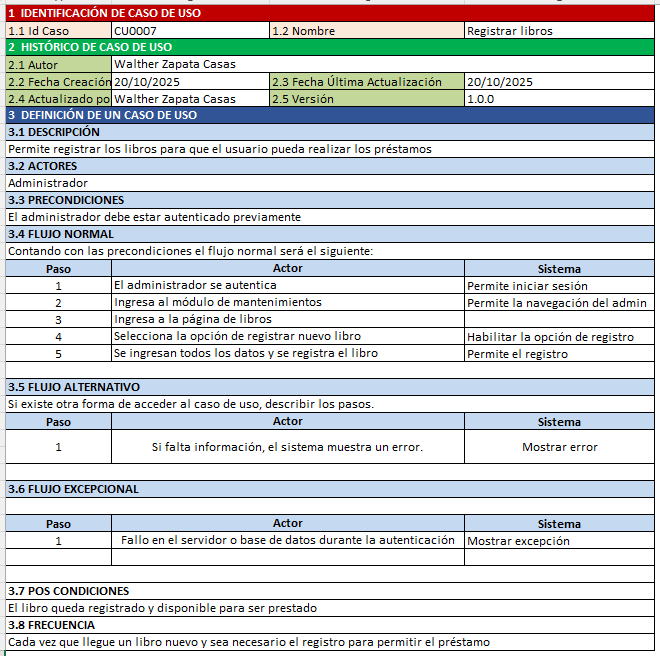 1 IDENTIFICACIÓN DE CASO DE USO
1.1 Id Caso CU0007 1.2 Nombre Registrar libros
2 HISTÓRICO DE CASO DE USO
2.1 Autor Walther Zapata Casas
2.2 Fecha Creación 20/10/2025 2.3 Fecha Última Actualización 20/10/2025
2.4 Actualizado po Walther Zapata Casas 2.5 Versión 1.0.0
3 DEFINICIÓN DE UN CASO DE USO
3.1 DESCRIPCIÓN
Permite registrar los libros para que el usuario pueda realizar los préstamos
3.2 ACTORES
Administrador
3.3 PRECONDICIONES
El administrador debe estar autenticado previamente
3.4 FLUJO NORMAL
Contando con las precondiciones el flujo normal será el siguiente:
Paso Actor Sistema
1 El administrador se autentica Permite iniciar sesión
2 Ingresa al módulo de mantenimientos Permite la navegación del admin
3 Ingresa a la página de libros
4 Selecciona la opción de registrar nuevo libro Habilitar la opción de registro
5 Se ingresan todos los datos y se registra el libro Permite el registro
3.5 FLUJO ALTERNATIVO
Si existe otra forma de acceder al caso de uso, describir los pasos.
Paso Actor Sistema
1 Si falta información, el sistema muestra un error. Mostrar error
3.6 FLUJO EXCEPCIONAL
Paso Actor Sistema
1 Fallo en el servidor o base de datos durante la autenticación Mostrar excepción
3.7 POS CONDICIONES
El libro queda registrado y disponible para ser prestado
3.8 FRECUENCIA
Cada vez que llegue un libro nuevo y sea necesario el registro para permitir el préstamo